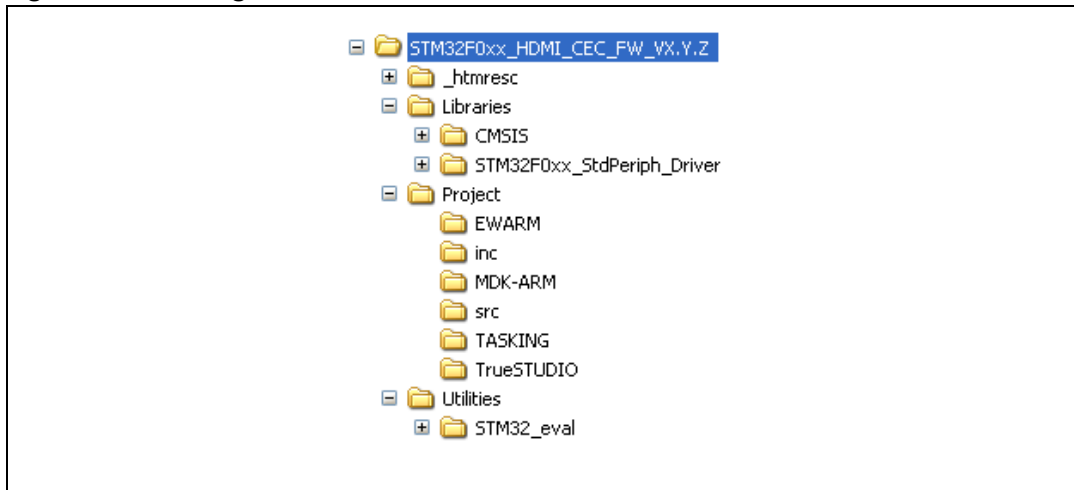 STM32F0xx_HDMI_CEC_FW_VX.Y.Z
_htmresc
Libraries
CMSIS
STM32F0xx_StdPeriph_Driver
Project
EWARM
inc
MDK-ARM
src
TASKING
TrueSTUDIO
Utilities
STM32_eval